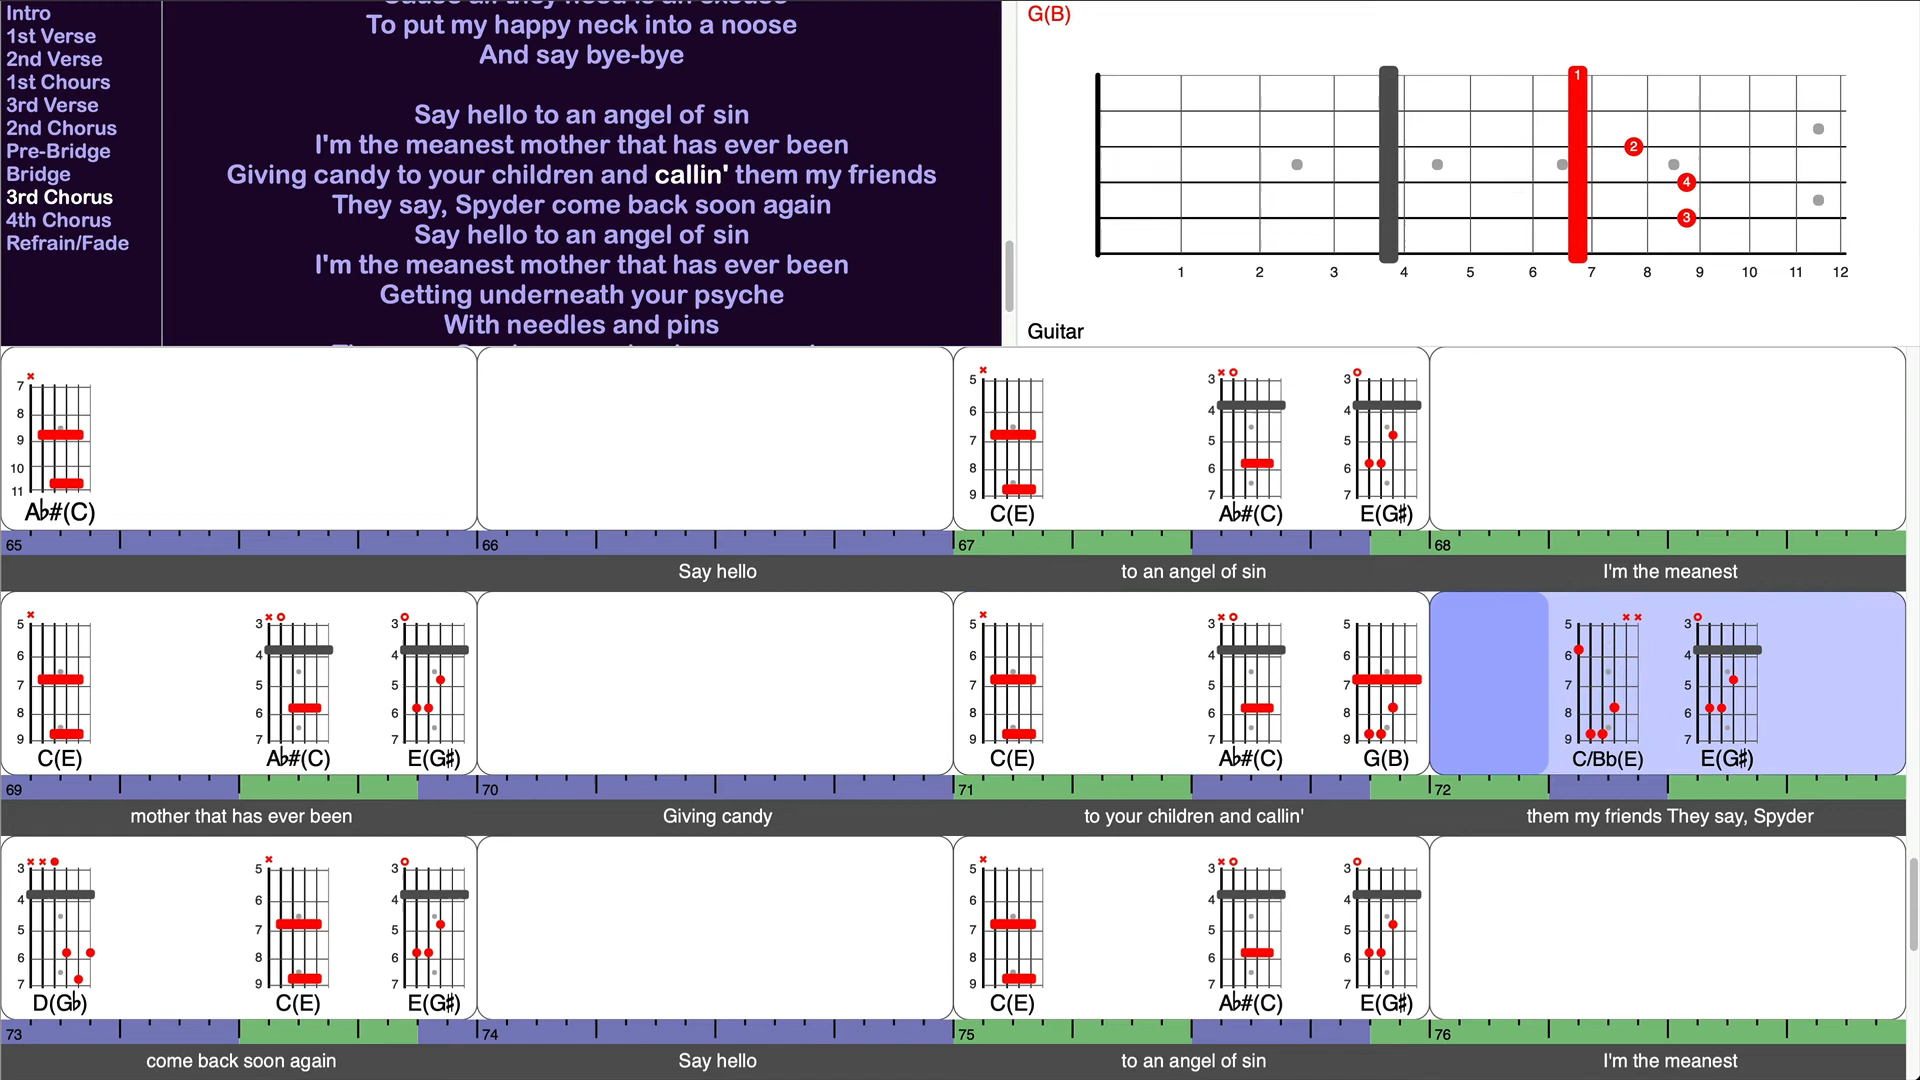 Intro
1st Verse
2nd Verse
1st Chours
3rd Verse
2nd Chorus
Pre-Bridge
Bridge
3rd Chorus
4th Chorus
Refrain/Fade
To put my happy neck into a noose
And say bye-bye
Say hello to an angel of sin
I'm the meanest mother that has ever been
Giving candy to your children and callin' them my friends
They say, Spyder come back soon again
Say hello to an angel of sin
I'm the meanest mother that has ever been
Getting underneath your psyche
With needles and pins
G(B)
1
2
4
3
1 2 3 4 5 6 7 8 9 10 11 12
Guitar
7 8 9 10 11
5 6 7 8 9
3 4 5 6 7
3 4 5 6 7
A♭#(C) C(E) A♭#(C) E(G♯)
65 66 67 68
Say hello to an angel of sin I'm the meanest
5 6 7 8 9
3 4 5 6 7
3 4 5 6 7
5 6 7 8 9
3 4 5 6 7
5 6 7 8 9
5 6 7 8 9
3 4 5 6 7
C(E) A♭#(C) E(G♯) C(E) A♭#(C) G(B) C/Bb(E) E(G♯)
69 70 71 72
mother that has ever been Giving candy to your children and callin' them my friends They say, Spyder
3 4 5 6 7
5 6 7 8 9
3 4 5 6 7
5 6 7 8 9
3 4 5 6 7
3 4 5 6 7
D(G♭) C(E) E(G♯) C(E) A♭#(C) E(G♯)
73 74 75 76
come back soon again Say hello to an angel of sin I'm the meanest